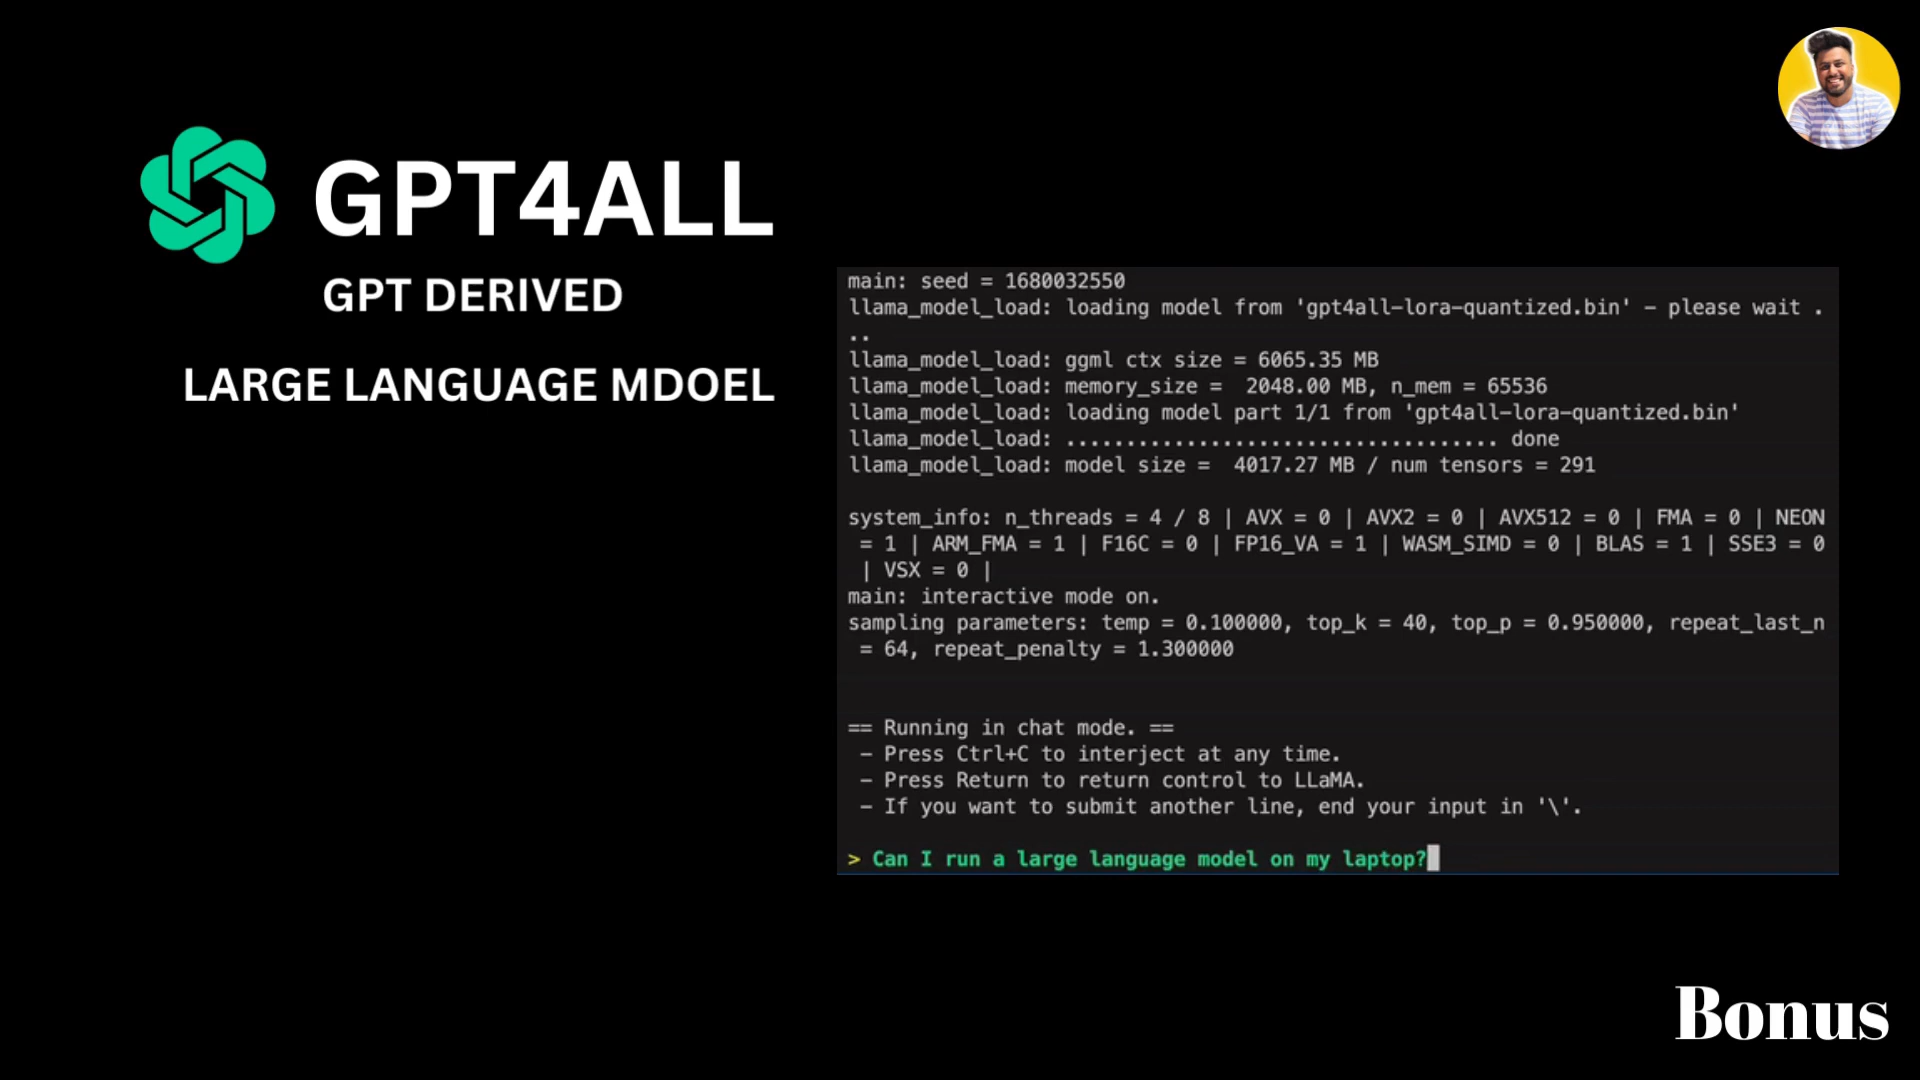 GPT4ALL
GPT DERIVED
LARGE LANGUAGE MDOEL
main: seed = 1680032550
llama_model_load: loading model from 'gpt4all-lora-quantized.bin' - please wait .
..
llama_model_load: ggml ctx size = 6065.35 MB
llama_model_load: memory_size =  2048.00 MB, n_mem = 65536
llama_model_load: loading model part 1/1 from 'gpt4all-lora-quantized.bin'
llama_model_load: .................................... done
llama_model_load: model size =  4017.27 MB / num tensors = 291
system_info: n_threads = 4 / 8 | AVX = 0 | AVX2 = 0 | AVX512 = 0 | FMA = 0 | NEON
= 1 | ARM_FMA = 1 | F16C = 0 | FP16_VA = 1 | WASM_SIMD = 0 | BLAS = 1 | SSE3 = 0
| VSX = 0 |
main: interactive mode on.
sampling parameters: temp = 0.100000, top_k = 40, top_p = 0.950000, repeat_last_n
= 64, repeat_penalty = 1.300000
== Running in chat mode. ==
- Press Ctrl+C to interject at any time.
- Press Return to return control to LLaMA.
- If you want to submit another line, end your input in '\'.
> Can I run a large language model on my laptop?
Bonus